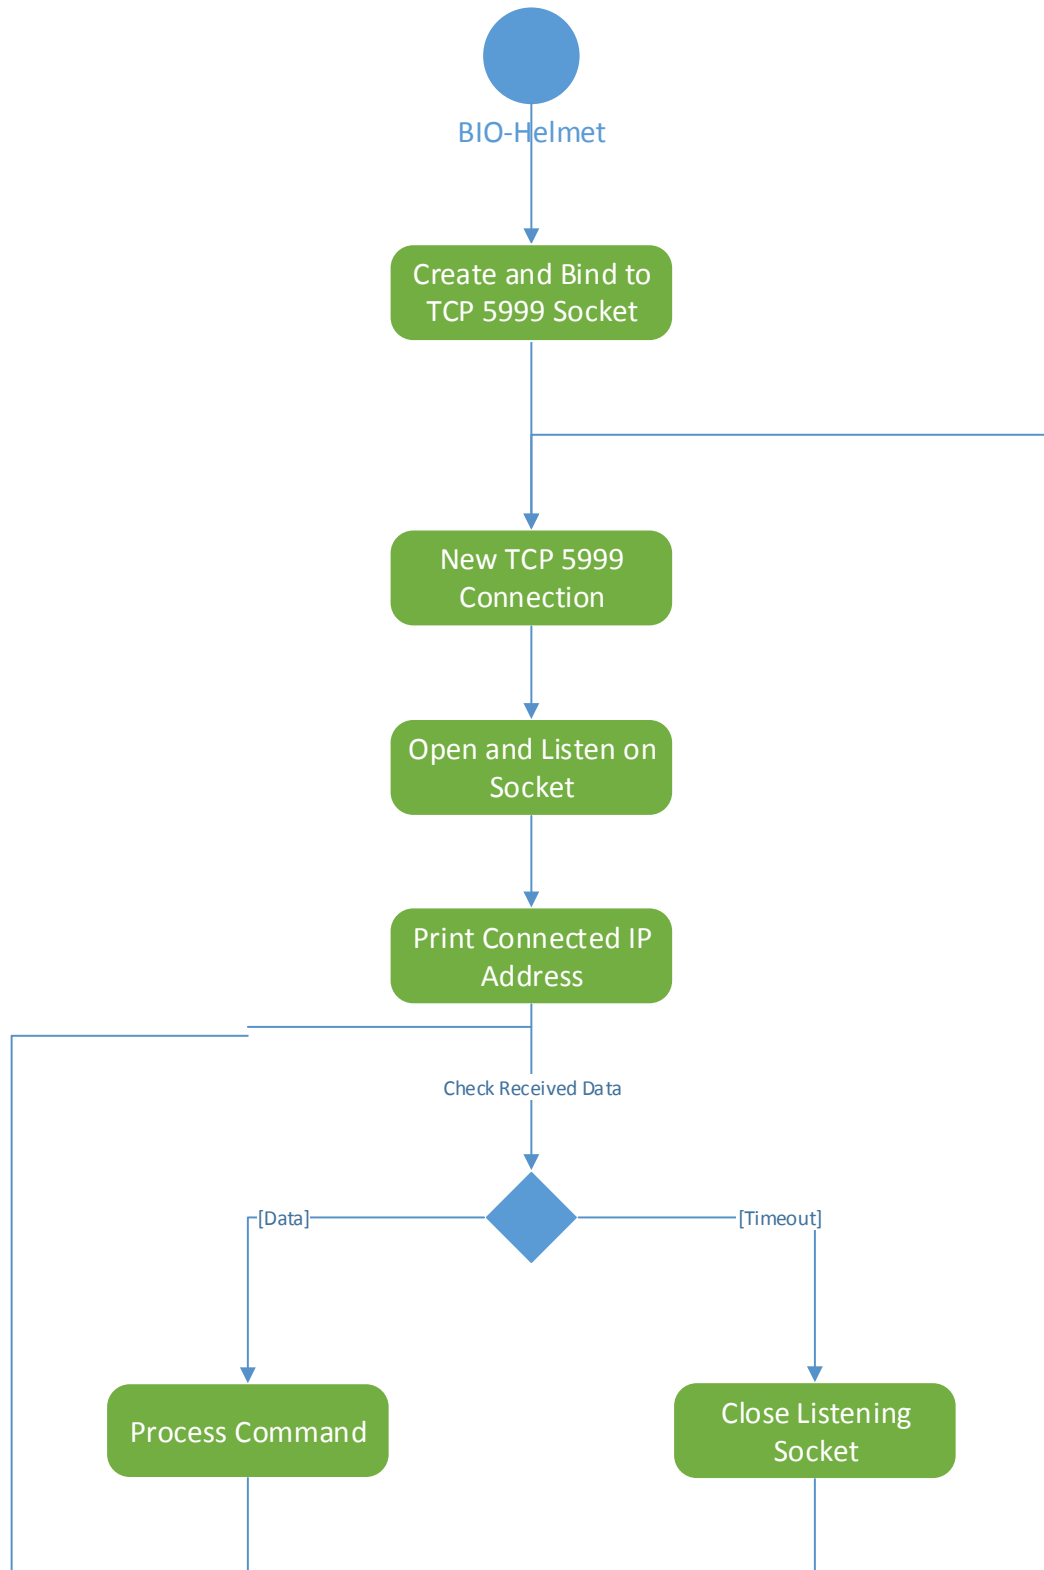 BIO-Helmet
Create and Bind to
TCP 5999 Socket
New TCP 5999
Connection
Open and Listen on
Socket
Print Connected IP
Address
Check Received Data
[Data]
[Timeout]
Process Command
Close Listening
Socket